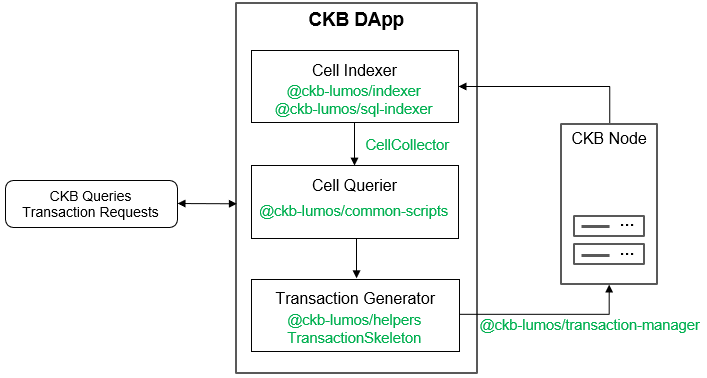 CKB DApp
Cell Indexer
@ckb-lumos/indexer
@ckb-lumos/sql-indexer
CellCollector
CKB Node
Cell Querier
@ckb-lumos/common-scripts
CKB Queries
Transaction Requests
Transaction Generator
@ckb-lumos/helpers
TransactionSkeleton
@ckb-lumos/transaction-manager